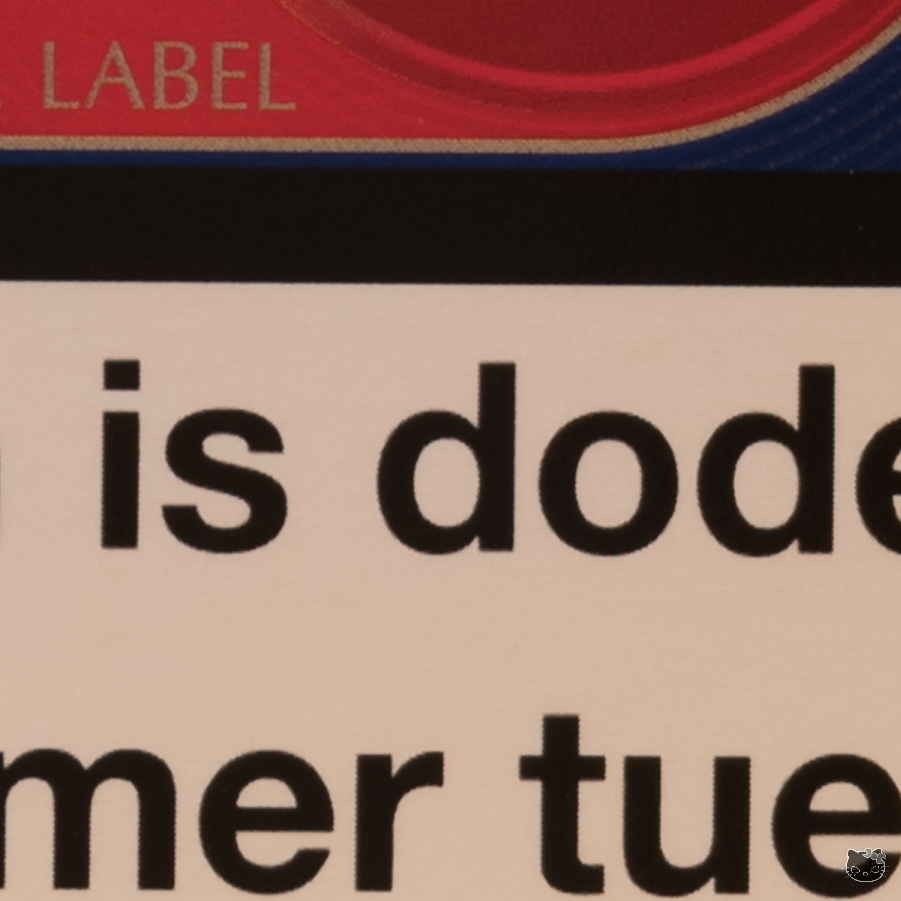 LABEL
is dode
mer tue